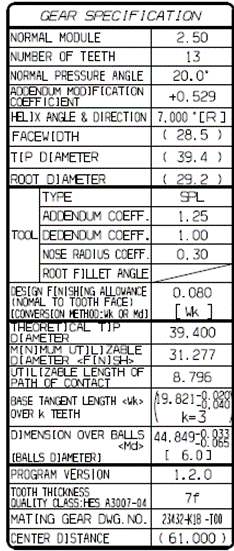 GEAR SPECIFICATION
NORMAL MODULE 2.50
NUMBER OF TEETH 13
NORMAL PRESSURE ANGLE 20.0°
ADDENDUM MODIFICATION
COEFFICIENT +0.529
HELIX ANGLE & DIRECTION 7,000 °[R]
FACEWIDTH ( 28.5 )
TIP DIAMETER ( 39.4 )
ROOT DIAMETER ( 29.2 )
TOOL
TYPE SPL
ADDENDUM COEFF. 1.25
DEDENDUM COEFF. 1.00
NOSE RADIUS COEFF. 0.30
ROOT FILLET ANGLE
DESIGN FINISHING ALLOWANCE
(NOMAL TO TOOTH FACE) 0.080
[CONVERSION METHOD:Wk OR Md] [ Wk ]
THEORETICAL TIP
DIAMETER 39.400
MINIMUM UTILIZABLE
DIAMETER <FINISH> 31.277
UTILIZABLE LENGTH OF
PATH OF CONTACT 8.796
BASE TANGENT LENGTH <Wk>
OVER k TEETH
(19.821-0.020
-0.040
k=3 )
DIMENSION OVER BALLS
<Md>
[BALLS DIAMETER]
44.849-0.033
-0.065
[ 6.0]
PROGRAM VERSION 1.2.0
TOOTH THICKNESS
QUALITY CLASS:HES A3007-04 7f
MATING GEAR DWG.NO. 23432-K1B -T00
CENTER DISTANCE (61.000)